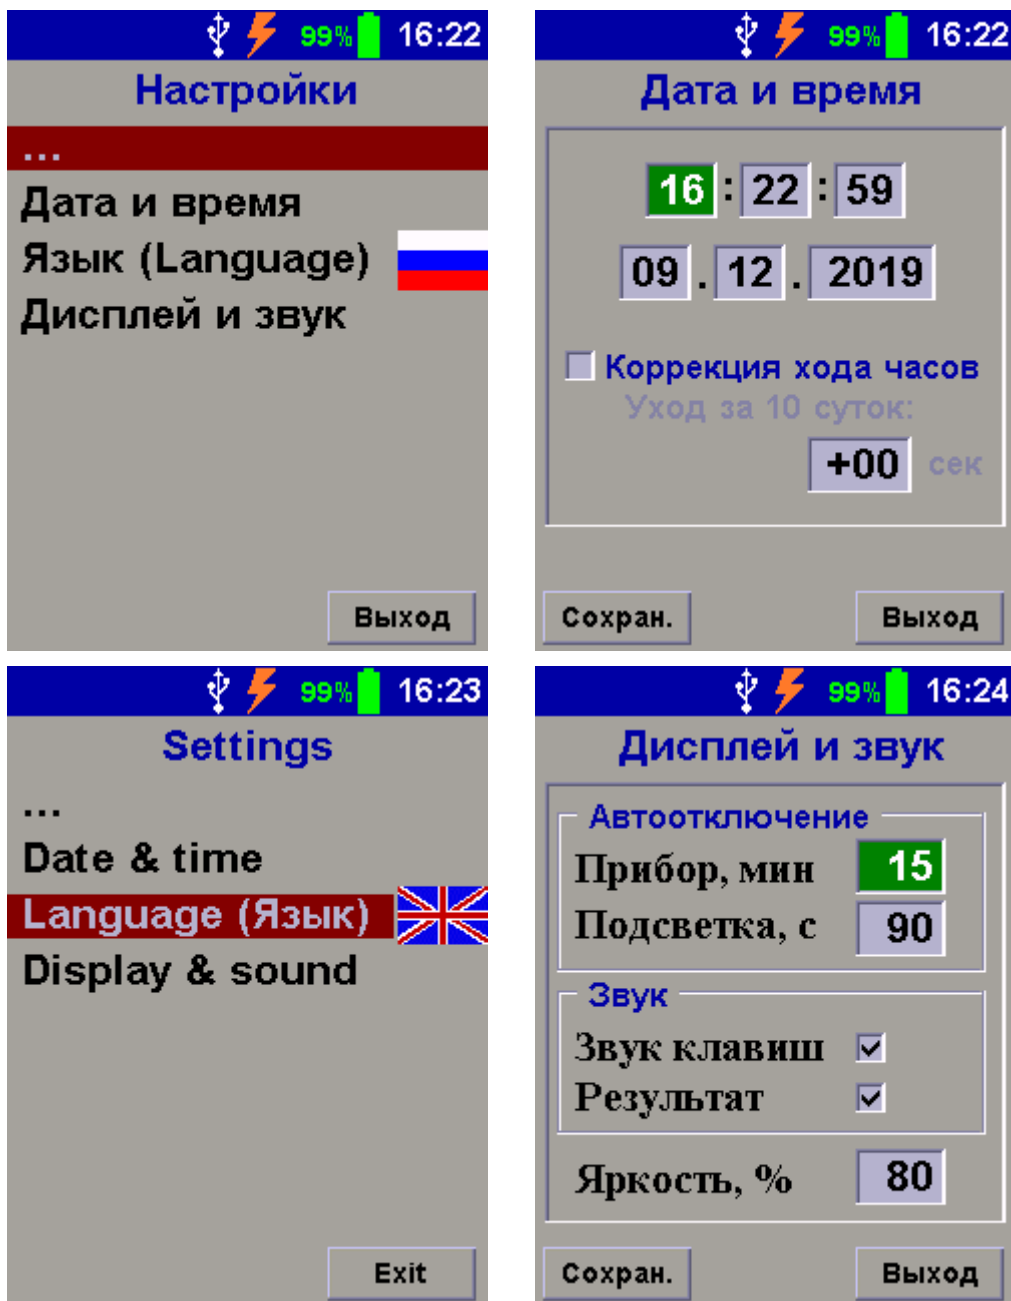 99% 16:22
Настройки
...
Дата и время
Язык (Language)
Дисплей и звук
Выход
99% 16:22
Дата и время
16 : 22 : 59
09 . 12 . 2019
Коррекция хода часов
Уход за 10 суток:
+00 сек
Сохран. Выход
99% 16:23
Settings
...
Date & time
Language (Язык)
Display & sound
Exit
99% 16:24
Дисплей и звук
Автоотключение
Прибор, мин 15
Подсветка, с 90
Звук
Звук клавиш
Результат
Яркость, % 80
Сохран. Выход